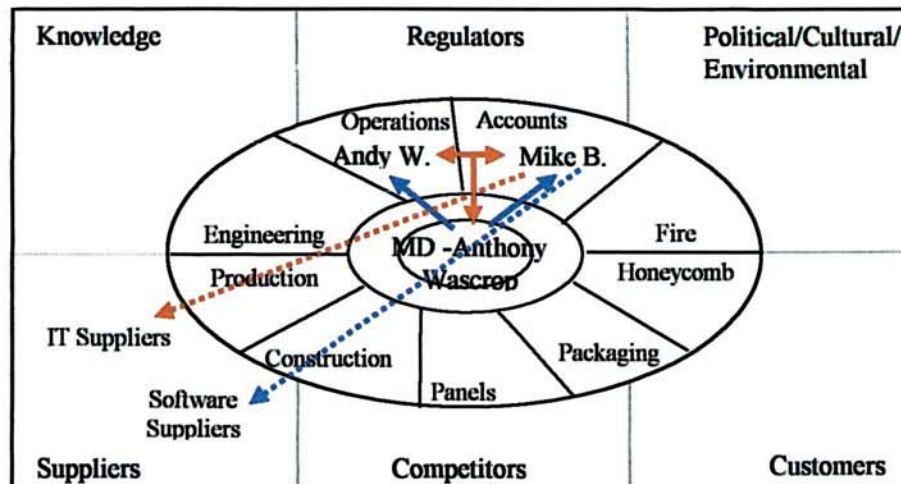 Knowledge
Regulators
Political/Cultural/
Environmental
Operations
Accounts
Andy W.
Mike B.
Engineering
Fire
MD -Anthony
Wascrop
Production
Honeycomb
IT Suppliers
Construction
Packaging
Panels
Software
Suppliers
Suppliers
Competitors
Customers